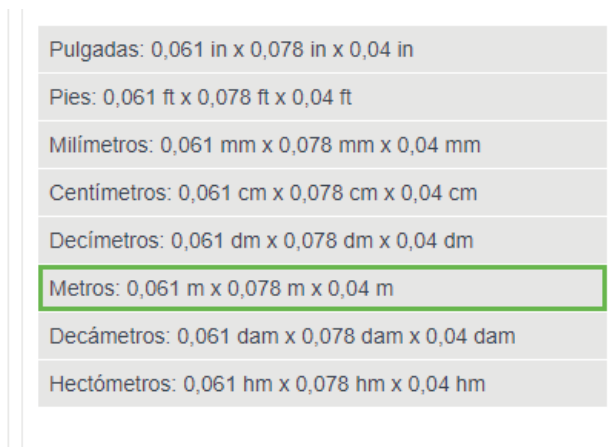 Pulgadas: 0,061 in x 0,078 in x 0,04 in
Pies: 0,061 ft x 0,078 ft x 0,04 ft
Milímetros: 0,061 mm x 0,078 mm x 0,04 mm
Centímetros: 0,061 cm x 0,078 cm x 0,04 cm
Decímetros: 0,061 dm x 0,078 dm x 0,04 dm
Metros: 0,061 m x 0,078 m x 0,04 m
Decámetros: 0,061 dam x 0,078 dam x 0,04 dam
Hectómetros: 0,061 hm x 0,078 hm x 0,04 hm